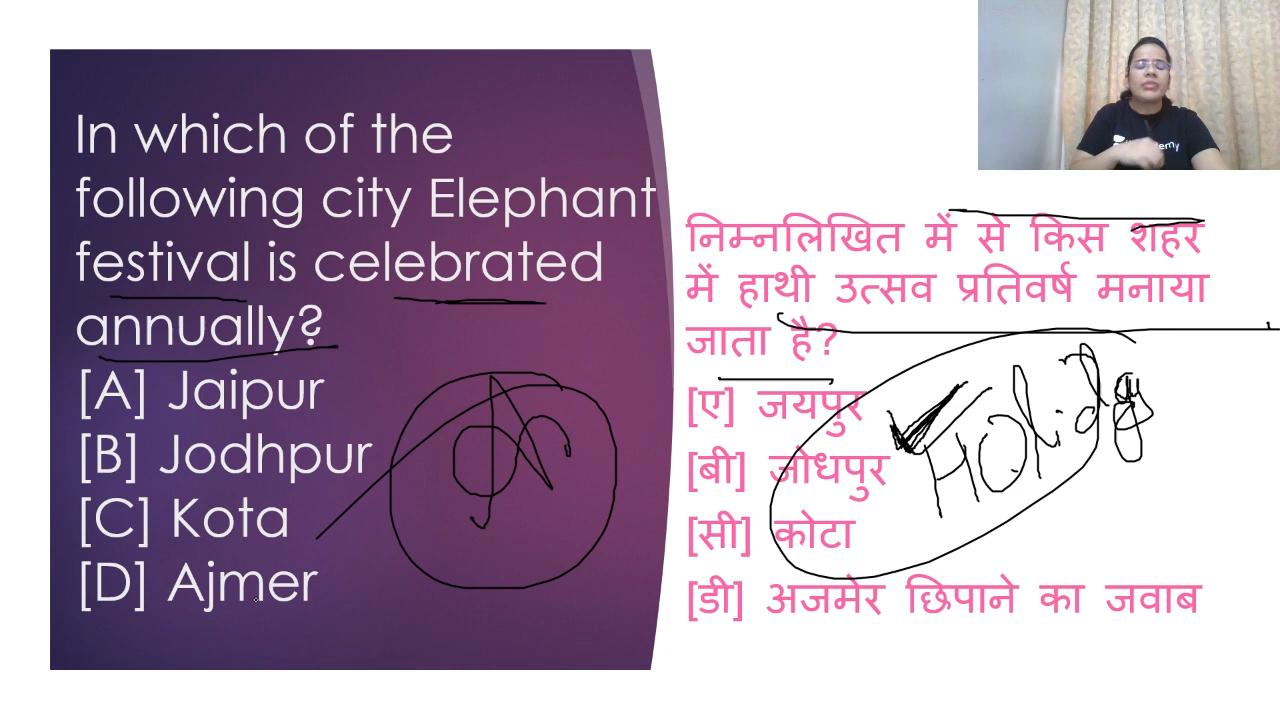 In which of the
following city Elephant
festival is celebrated
annually?
[A] Jaipur
[B] Jodhpur
[C] Kota
[D] Ajmer
निम्नलिखित में से किस शहर
में हाथी उत्सव प्रतिवर्ष मनाया
जाता है?
[ए] जयपुर
[बी] जोधपुर
[सी] कोटा
[डी] अजमेर छिपाने का जवाब
Holiday